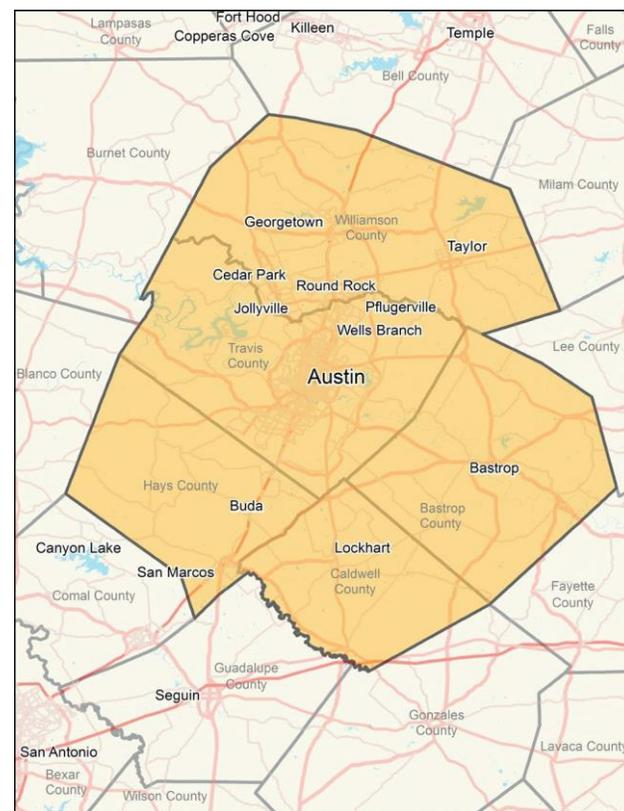 Lampasas
County
Fort Hood
Copperas Cove
Killeen
Temple
Falls
County
Bell County
Burnet County
Milam County
Georgetown
Williamson
County
Taylor
Cedar Park
Round Rock
Jollyville
Pflugerville
Wells Branch
Travis
County
Lee County
Blanco County
Austin
Bastrop
Hays County
Buda
Bastrop
County
Canyon Lake
Lockhart
San Marcos
Caldwell
County
Comal County
Fayette
County
Guadalupe
County
Seguin
Gonzales
County
San Antonio
Lavaca County
Bexar
County
Wilson County